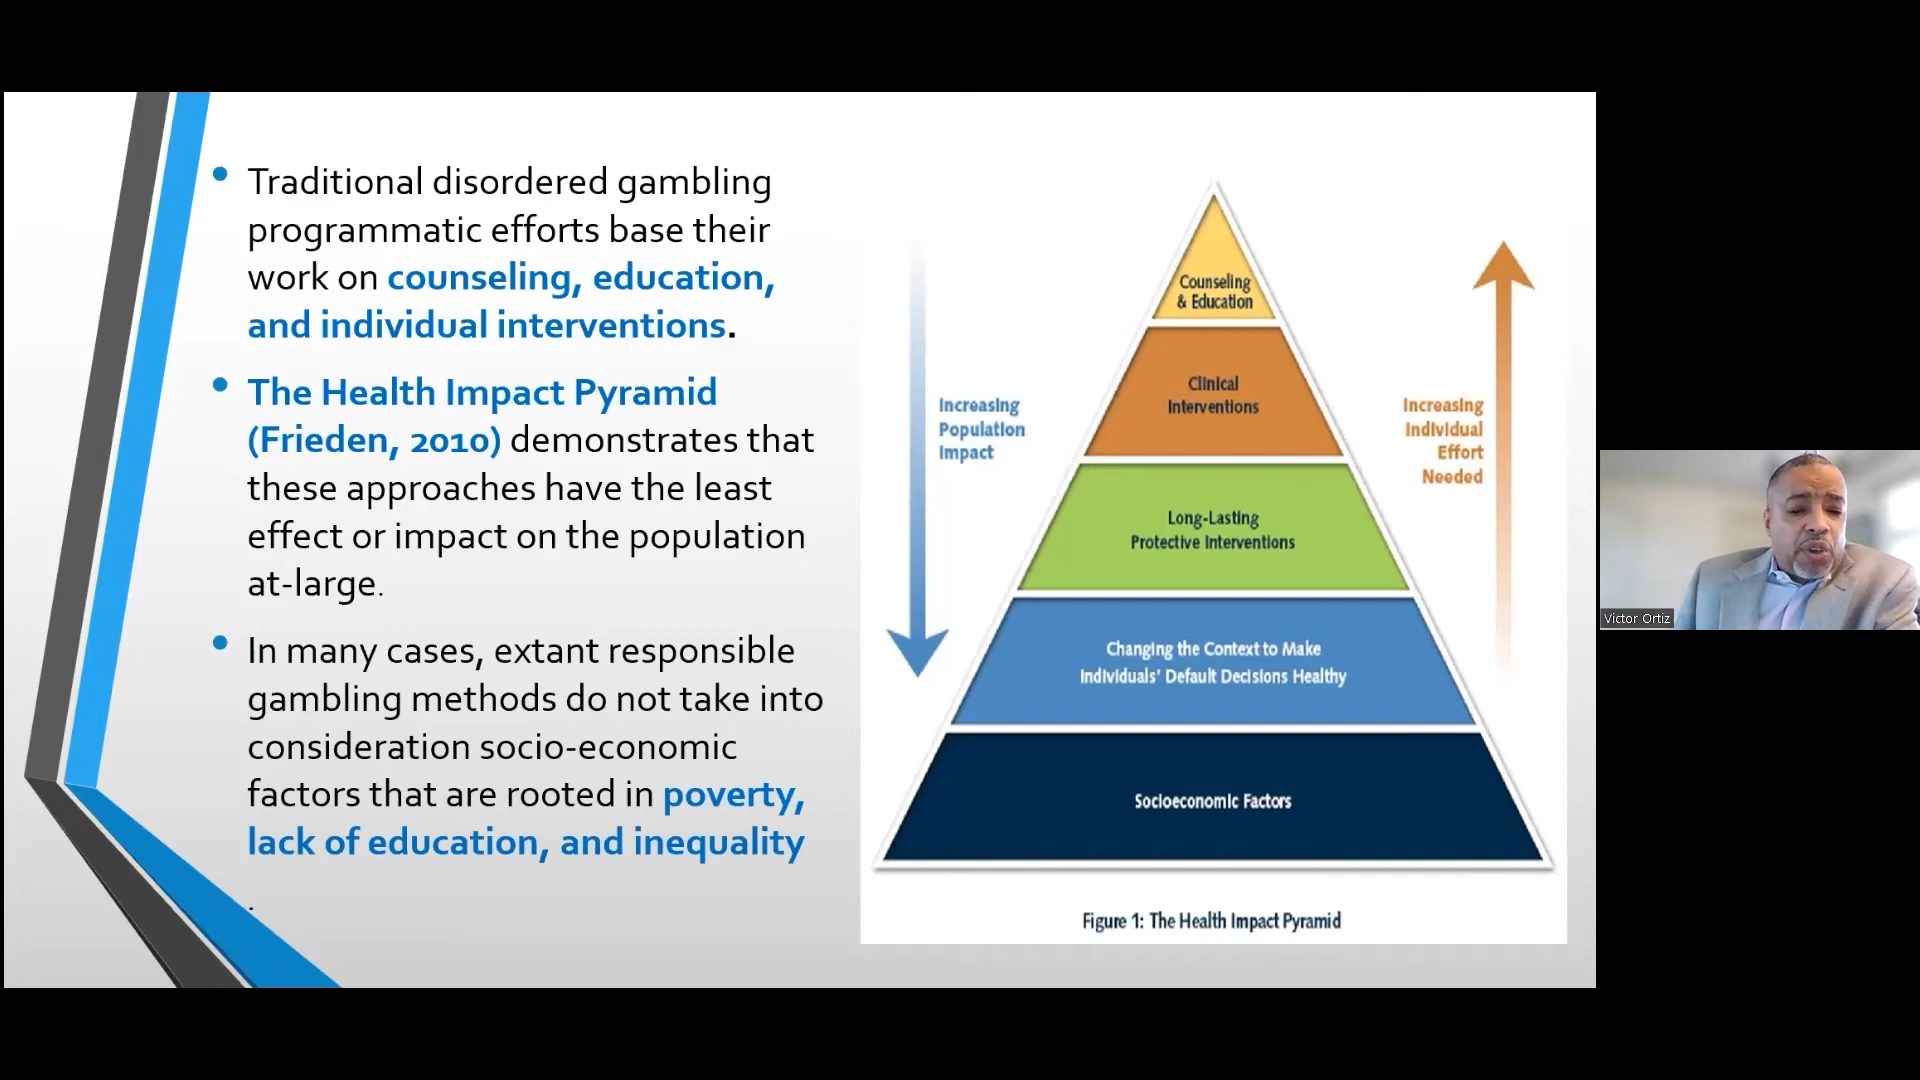 Traditional disordered gambling
programmatic efforts base their
work on counseling, education,
and individual interventions.
The Health Impact Pyramid
(Frieden, 2010) demonstrates that
these approaches have the least
effect or impact on the population
at-large.
In many cases, extant responsible
gambling methods do not take into
consideration socio-economic
factors that are rooted in poverty,
lack of education, and inequality
.
Counseling
& Education
Clinical
Interventions
Increasing
Population
Impact
Increasing
Individual
Effort
Needed
Long-Lasting
Protective Interventions
Changing the Context to Make
Individuals' Default Decisions Healthy
Socioeconomic Factors
Figure 1: The Health Impact Pyramid
Victor Ortiz